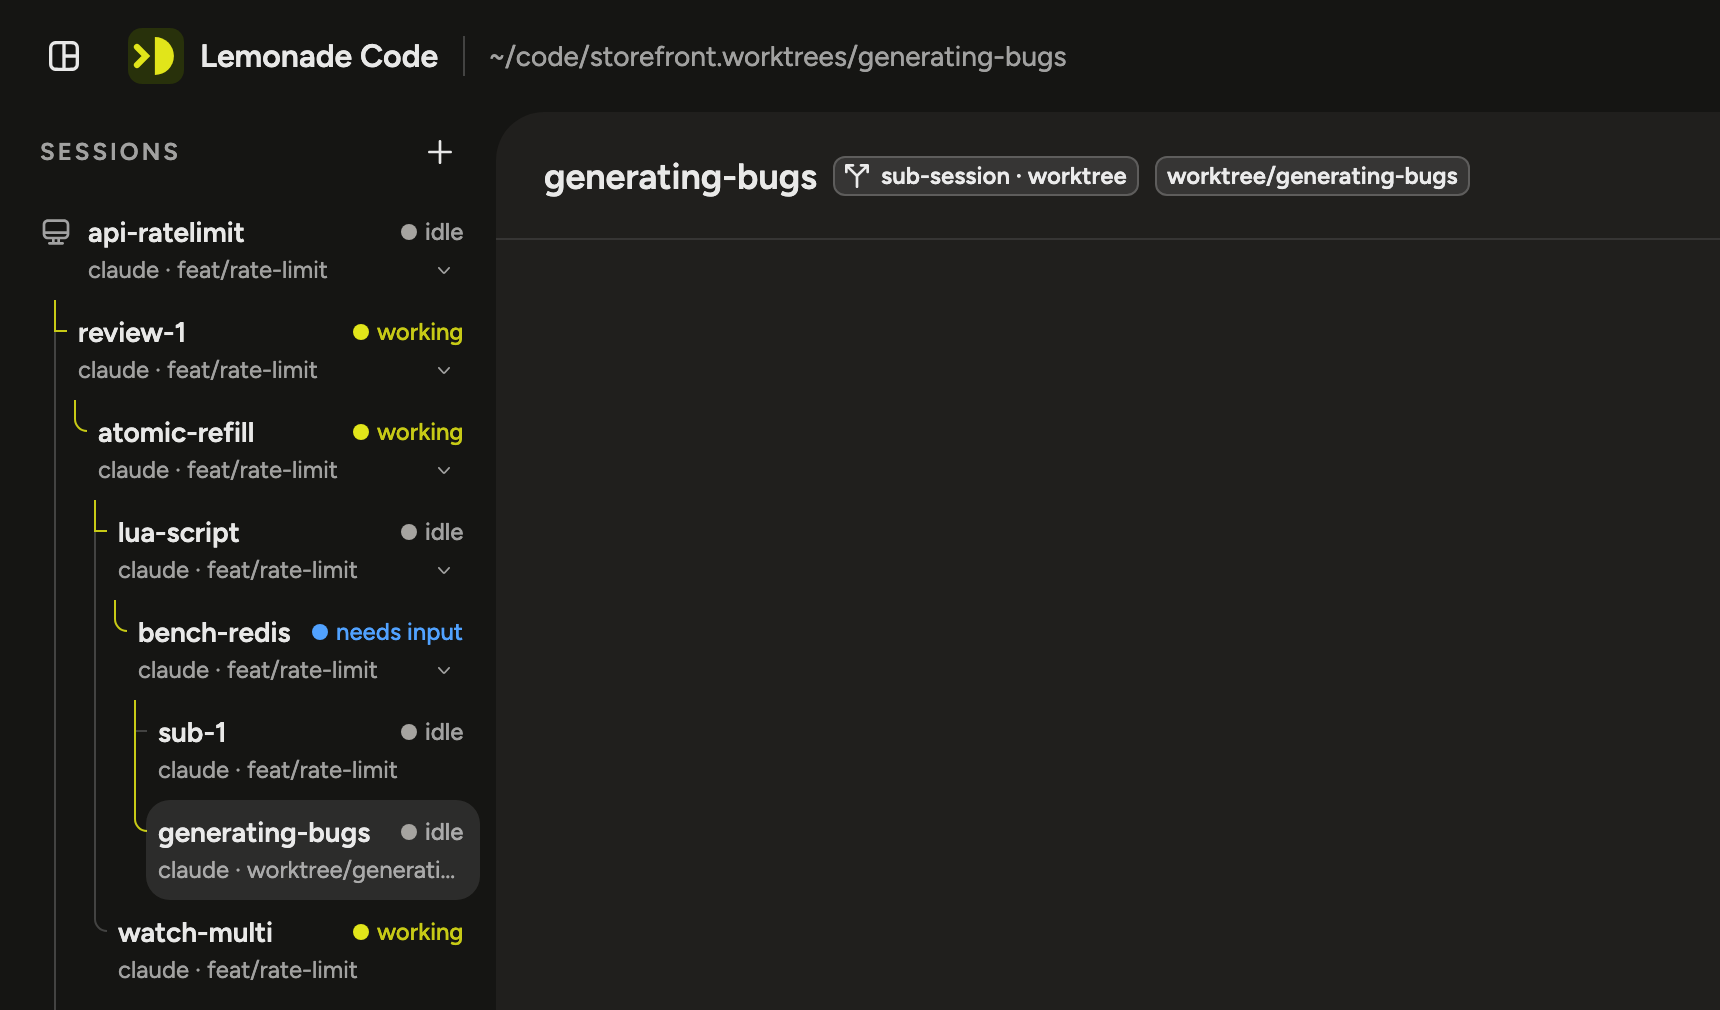 Lemonade Code
~/code/storefront.worktrees/generating-bugs
SESSIONS
generating-bugs
sub-session · worktree
worktree/generating-bugs
api-ratelimit
idle
claude · feat/rate-limit
review-1
working
claude · feat/rate-limit
atomic-refill
working
claude · feat/rate-limit
lua-script
idle
claude · feat/rate-limit
bench-redis
needs input
claude · feat/rate-limit
sub-1
idle
claude · feat/rate-limit
generating-bugs
idle
claude · worktree/generati...
watch-multi
working
claude · feat/rate-limit